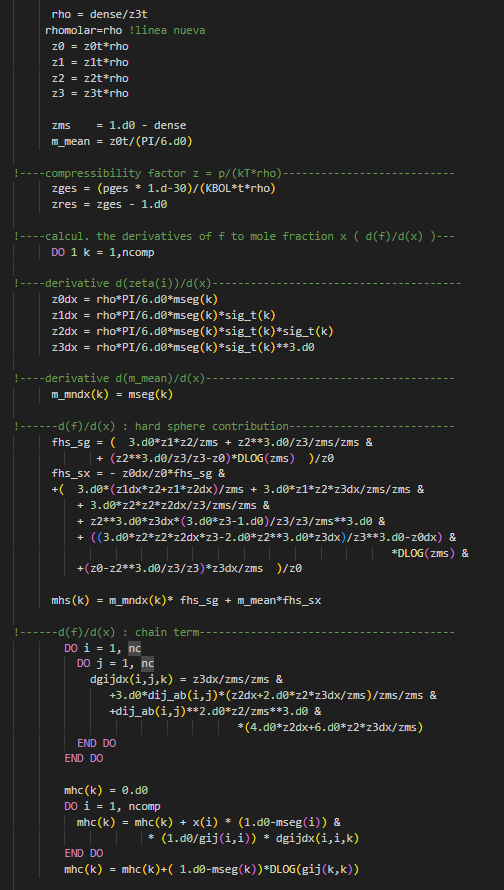 rho = dense/z3t
rhomolar=rho !linea nueva
z0 = z0t*rho
z1 = z1t*rho
z2 = z2t*rho
z3 = z3t*rho
zms    = 1.d0 - dense
m_mean = z0t/(PI/6.d0)
!----compressibility factor z = p/(kT*rho)---------------------------
zges = (pges * 1.d-30)/(KBOL*t*rho)
zres = zges - 1.d0
!----calcul. the derivatives of f to mole fraction x ( d(f)/d(x) )---
DO 1 k = 1,ncomp
!----derivative d(zeta(i))/d(x)--------------------------------------
z0dx = rho*PI/6.d0*mseg(k)
z1dx = rho*PI/6.d0*mseg(k)*sig_t(k)
z2dx = rho*PI/6.d0*mseg(k)*sig_t(k)*sig_t(k)
z3dx = rho*PI/6.d0*mseg(k)*sig_t(k)**3.d0
!----derivative d(m_mean)/d(x)---------------------------------------
m_mndx(k) = mseg(k)
!------d(f)/d(x) : hard sphere contribution--------------------------
fhs_sg = (  3.d0*z1*z2/zms + z2**3.d0/z3/zms/zms &
+ (z2**3.d0/z3/z3-z0)*DLOG(zms)  )/z0
fhs_sx = - z0dx/z0*fhs_sg &
+(  3.d0*(z1dx*z2+z1*z2dx)/zms + 3.d0*z1*z2*z3dx/zms/zms &
+ 3.d0*z2*z2*z2dx/z3/zms/zms &
+ z2**3.d0*z3dx*(3.d0*z3-1.d0)/z3/z3/zms**3.d0 &
+ ((3.d0*z2*z2*z2dx*z3-2.d0*z2**3.d0*z3dx)/z3**3.d0-z0dx) &
*DLOG(zms) &
+(z0-z2**3.d0/z3/z3)*z3dx/zms  )/z0
mhs(k) = m_mndx(k)* fhs_sg + m_mean*fhs_sx
!------d(f)/d(x) : chain term----------------------------------------
DO i = 1, nc
DO j = 1, nc
dgijdx(i,j,k) = z3dx/zms/zms &
+3.d0*dij_ab(i,j)*(z2dx+2.d0*z2*z3dx/zms)/zms/zms &
+dij_ab(i,j)**2.d0*z2/zms**3.d0 &
*(4.d0*z2dx+6.d0*z2*z3dx/zms)
END DO
END DO
mhc(k) = 0.d0
DO i = 1, ncomp
mhc(k) = mhc(k) + x(i) * (1.d0-mseg(i)) &
* (1.d0/gij(i,i)) * dgijdx(i,i,k)
END DO
mhc(k) = mhc(k)+( 1.d0-mseg(k))*DLOG(gij(k,k))